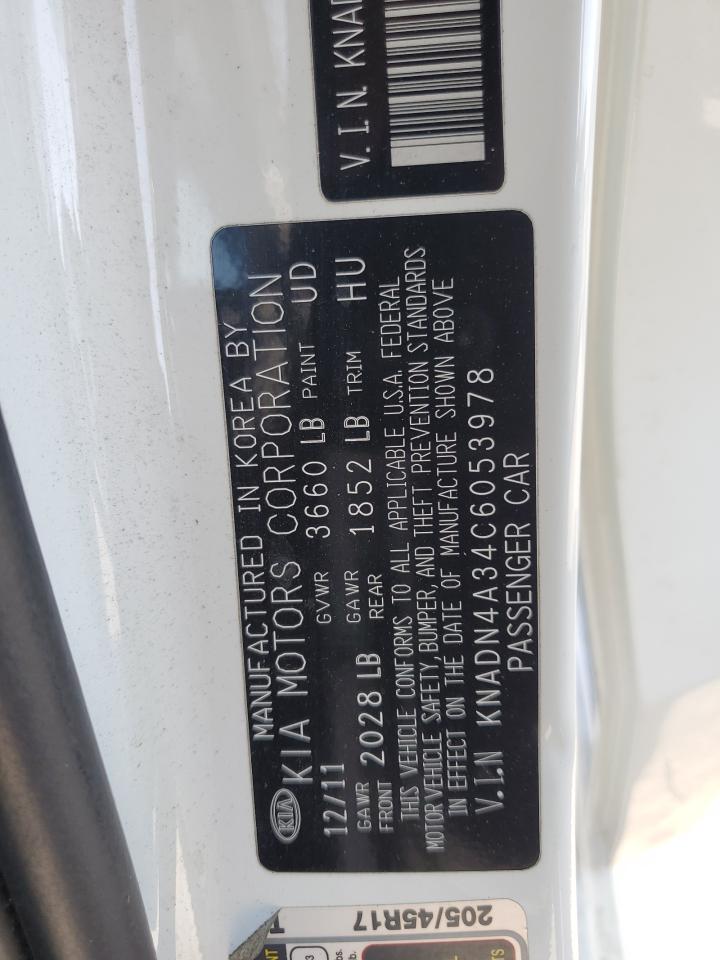 V.I.N. KNAD
MANUFACTURED IN KOREA BY
KIA KIA MOTORS CORPORATION
12/11 GVWR 3660 LB PAINT UD
GAWR FRONT 2028 LB GAWR REAR 1852 LB TRIM HU
THIS VEHICLE CONFORMS TO ALL APPLICABLE U.S.A. FEDERAL
MOTOR VEHICLE SAFETY, BUMPER, AND THEFT PREVENTION STANDARDS
IN EFFECT ON THE DATE OF MANUFACTURE SHOWN ABOVE
V.I.N KNADN4A34C6053978
PASSENGER CAR
205/45R17